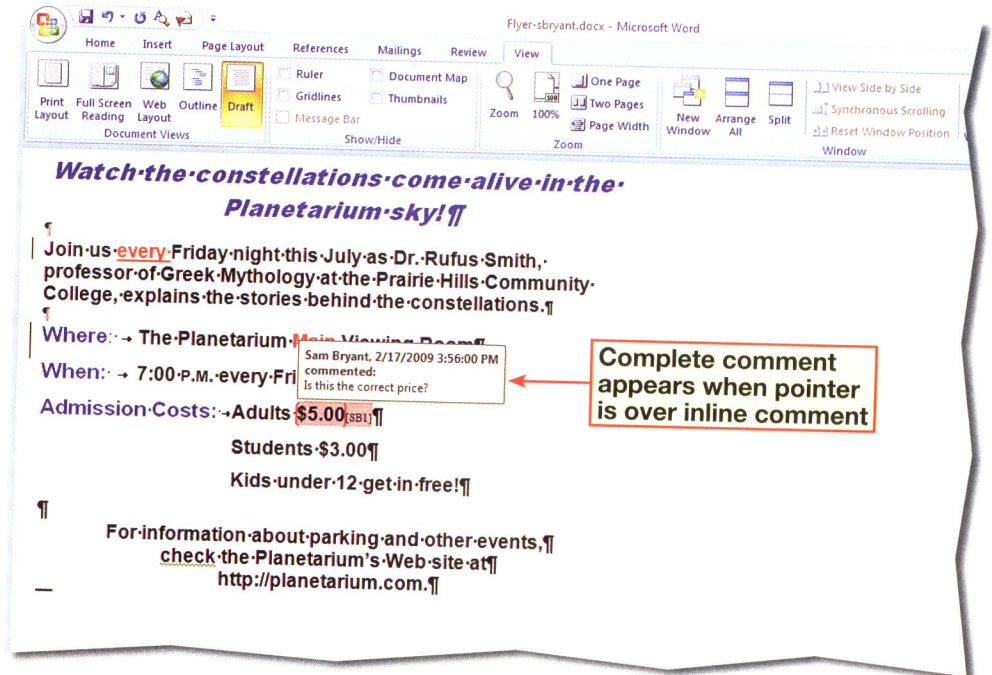 Flyer-sbryant.docx - Microsoft Word
Home Insert Page Layout References Mailings Review View
Ruler Document Map One Page View Side by Side
Gridlines Thumbnails Two Pages Synchronous Scrolling
Message Bar Page Width Reset Window Position
Print Layout Full Screen Reading Web Layout Outline Draft Zoom 100% New Window Arrange All Split
Document Views Show/Hide Zoom Window
Watch·the·constellations·come·alive·in·the·
Planetarium·sky!¶
¶
Join·us·every·Friday·night·this·July·as·Dr.·Rufus·Smith,·
professor·of·Greek·Mythology·at·the·Prairie·Hills·Community·
College,·explains·the·stories·behind·the·constellations.¶
¶
Where:·→The·Planetarium·Main·Viewing·Room¶
When:·→7:00·P.M.·every·Fri
Sam Bryant, 2/17/2009 3:56:00 PM
commented:
Is this the correct price?
Complete comment
appears when pointer
is over inline comment
Admission·Costs:·→Adults·$5.00[SB1]¶
Students·$3.00¶
Kids·under·12·get·in·free!¶
¶
For·information·about·parking·and·other·events,¶
check·the·Planetarium's·Web·site·at¶
http://planetarium.com.¶